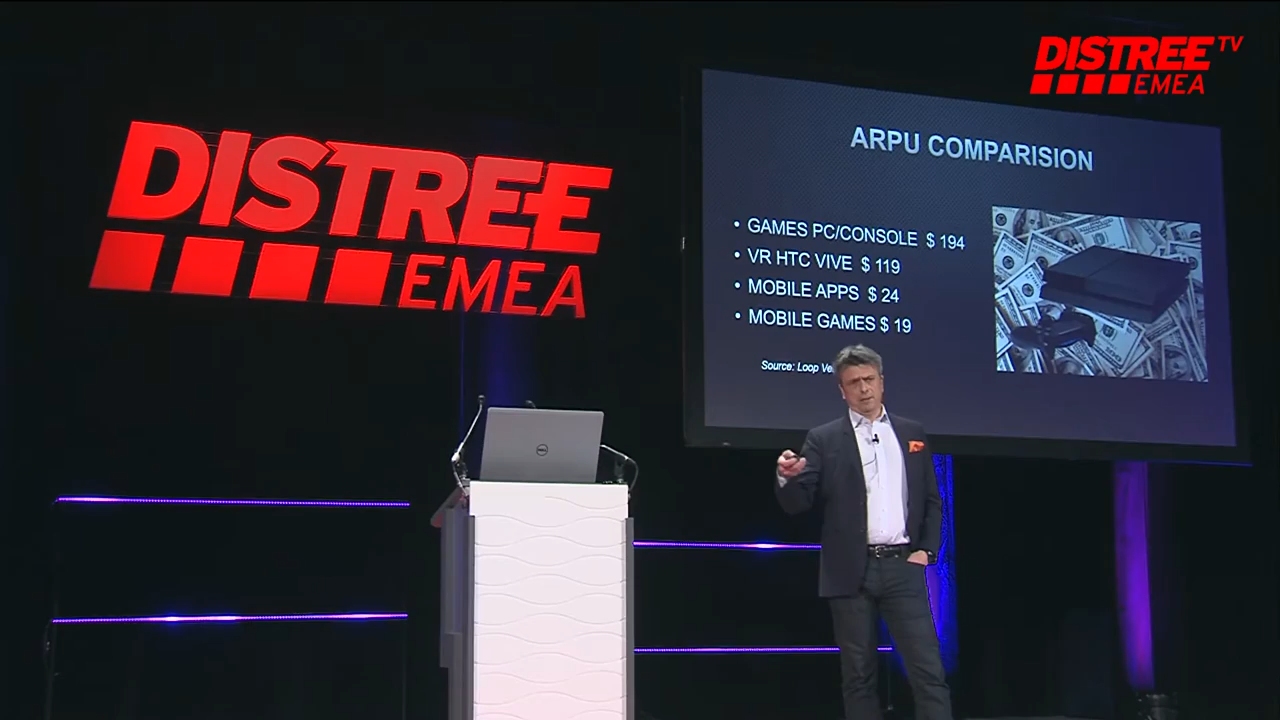 DISTREE TV
EMEA
DISTREE
EMEA
ARPU COMPARISION
• GAMES PC/CONSOLE $ 194
• VR HTC VIVE $ 119
• MOBILE APPS $ 24
• MOBILE GAMES $ 19
Source: Loop
DELL